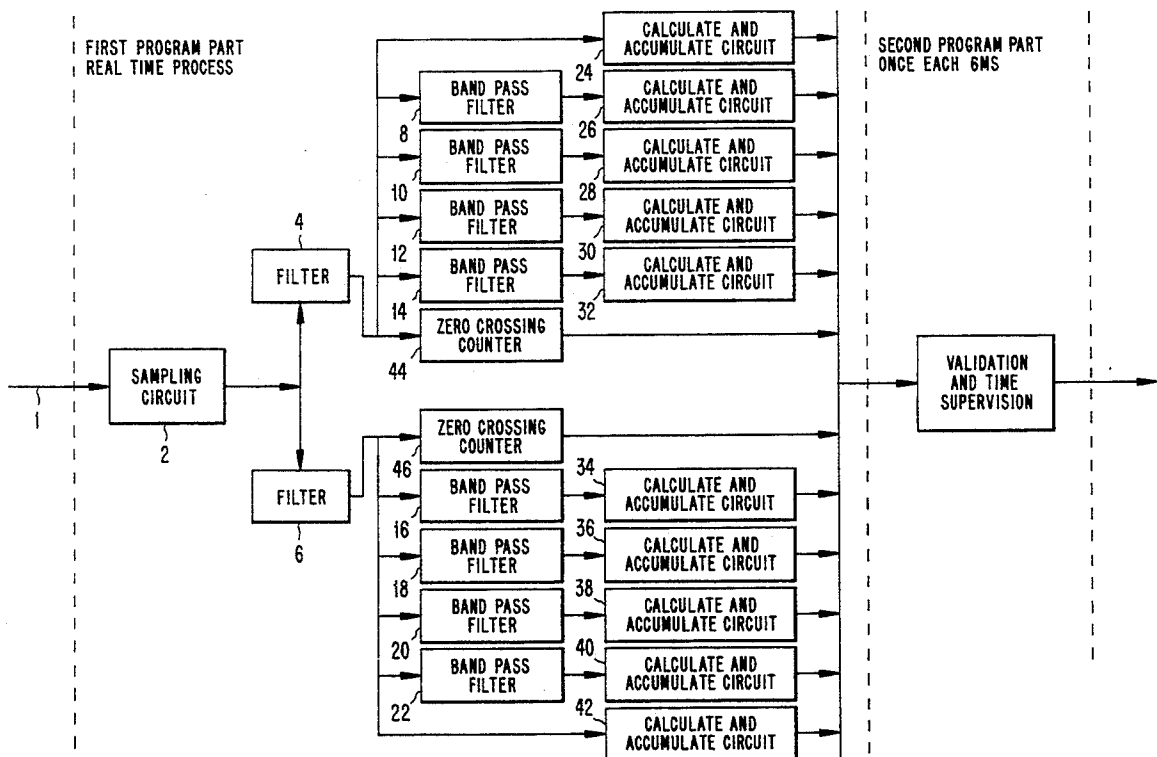 FIRST PROGRAM PART
REAL TIME PROCESS
CALCULATE AND
ACCUMULATE CIRCUIT
24
SECOND PROGRAM PART
ONCE EACH 6MS
BAND PASS
FILTER
8
CALCULATE AND
ACCUMULATE CIRCUIT
26
BAND PASS
FILTER
10
CALCULATE AND
ACCUMULATE CIRCUIT
28
BAND PASS
FILTER
12
CALCULATE AND
ACCUMULATE CIRCUIT
30
4
FILTER
BAND PASS
FILTER
14
CALCULATE AND
ACCUMULATE CIRCUIT
32
ZERO CROSSING
COUNTER
44
1
SAMPLING
CIRCUIT
2
VALIDATION
AND TIME
SUPERVISION
ZERO CROSSING
COUNTER
46
FILTER
6
BAND PASS
FILTER
16
34
CALCULATE AND
ACCUMULATE CIRCUIT
BAND PASS
FILTER
18
36
CALCULATE AND
ACCUMULATE CIRCUIT
BAND PASS
FILTER
20
38
CALCULATE AND
ACCUMULATE CIRCUIT
BAND PASS
FILTER
22
40
CALCULATE AND
ACCUMULATE CIRCUIT
42
CALCULATE AND
ACCUMULATE CIRCUIT